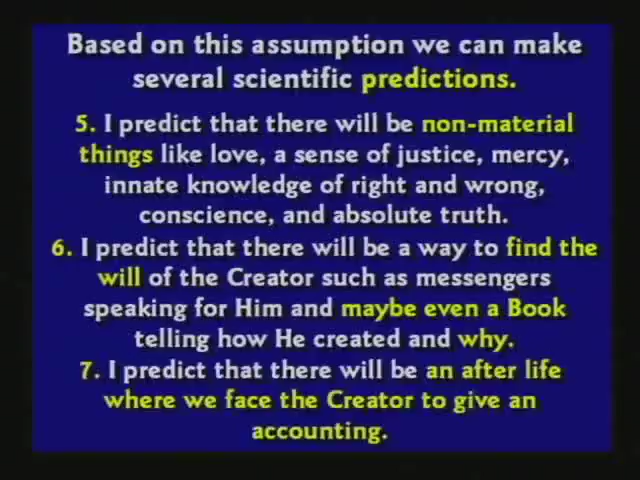 Based on this assumption we can make
several scientific predictions.
5. I predict that there will be non-material
things like love, a sense of justice, mercy,
innate knowledge of right and wrong,
conscience, and absolute truth.
6. I predict that there will be a way to find the
will of the Creator such as messengers
speaking for Him and maybe even a Book
telling how He created and why.
7. I predict that there will be an after life
where we face the Creator to give an
accounting.